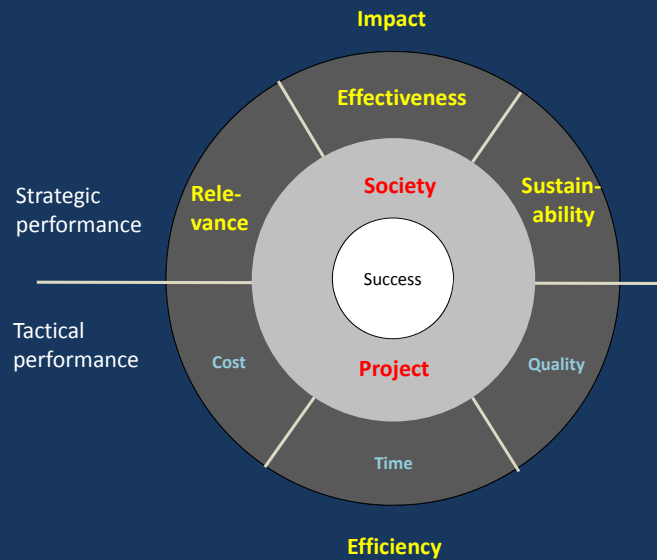 Impact
Effectiveness
Society
Strategic
performance
Rele-
vance
Sustain-
ability
Success
Tactical
performance
Cost
Project
Quality
Time
Efficiency